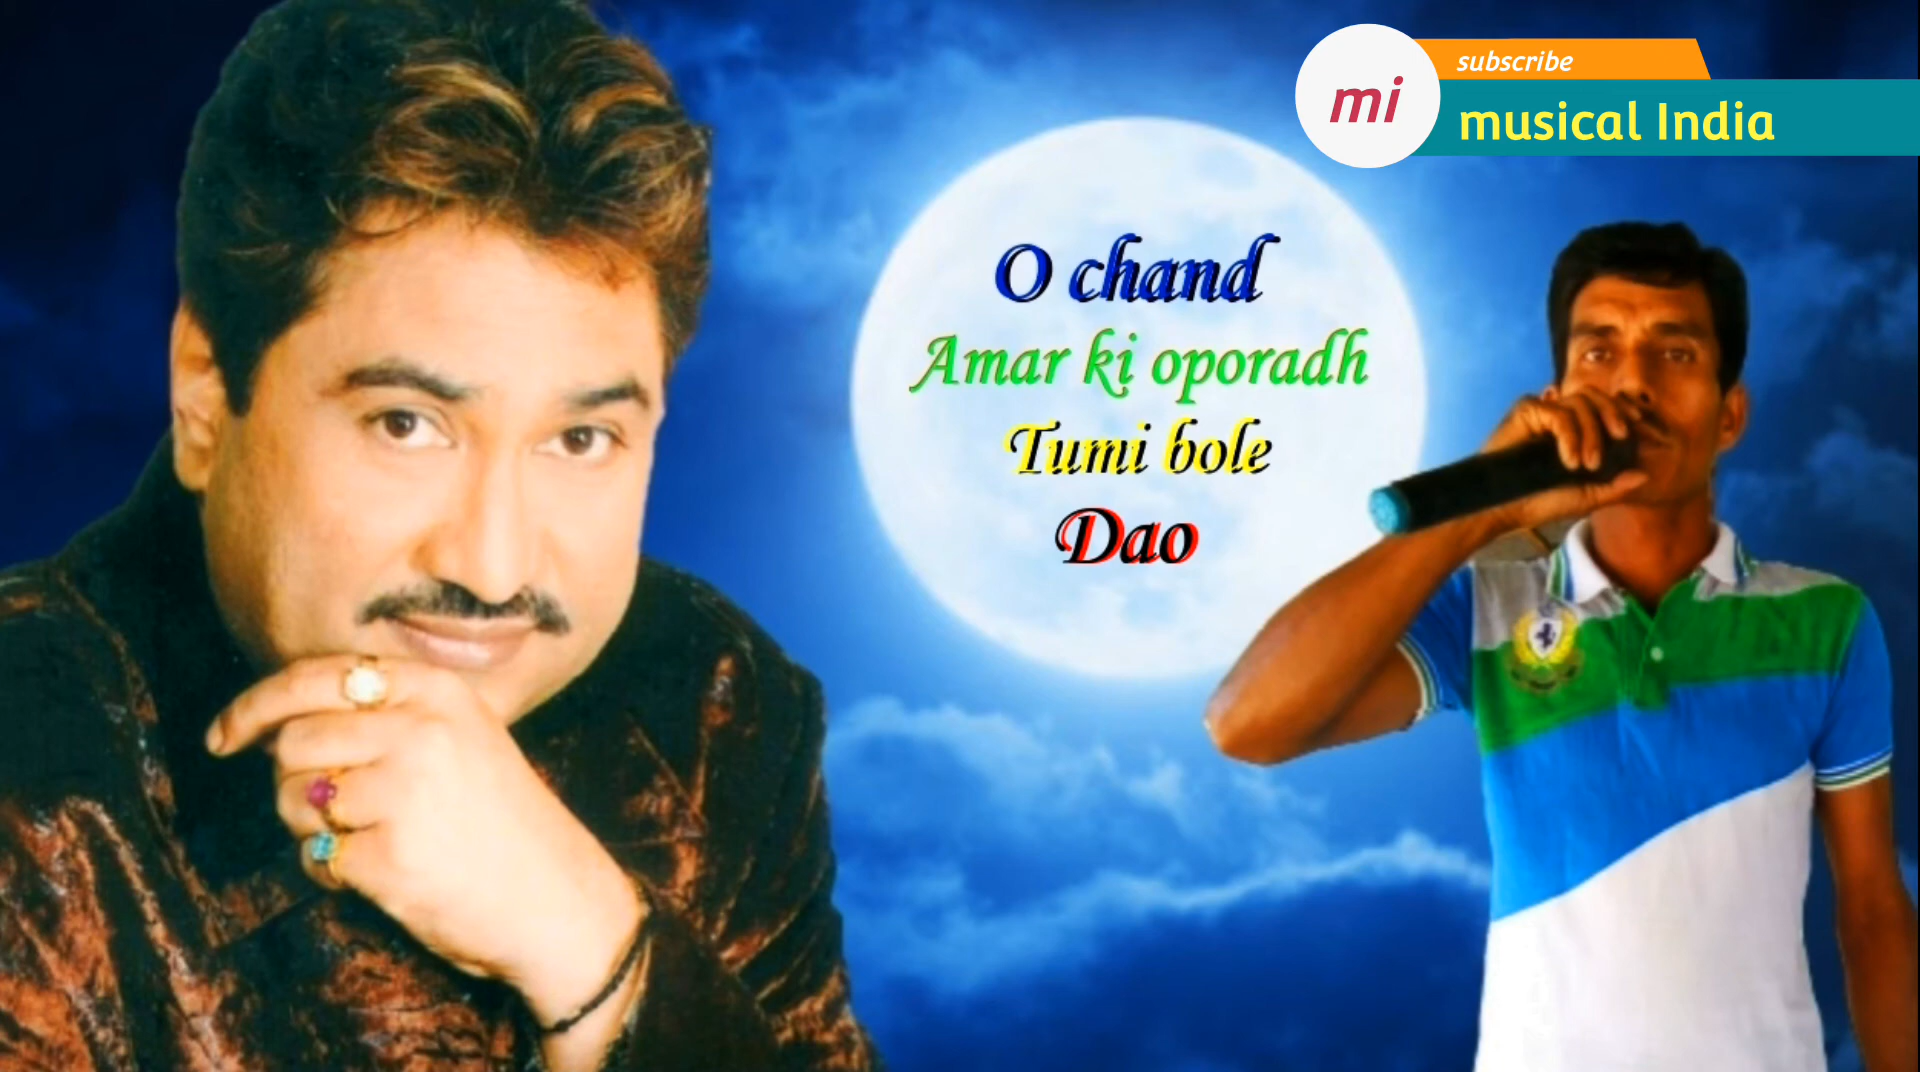 subscribe
mi
musical India
O chand
Amar ki oporadh
Tumi bole
Dao